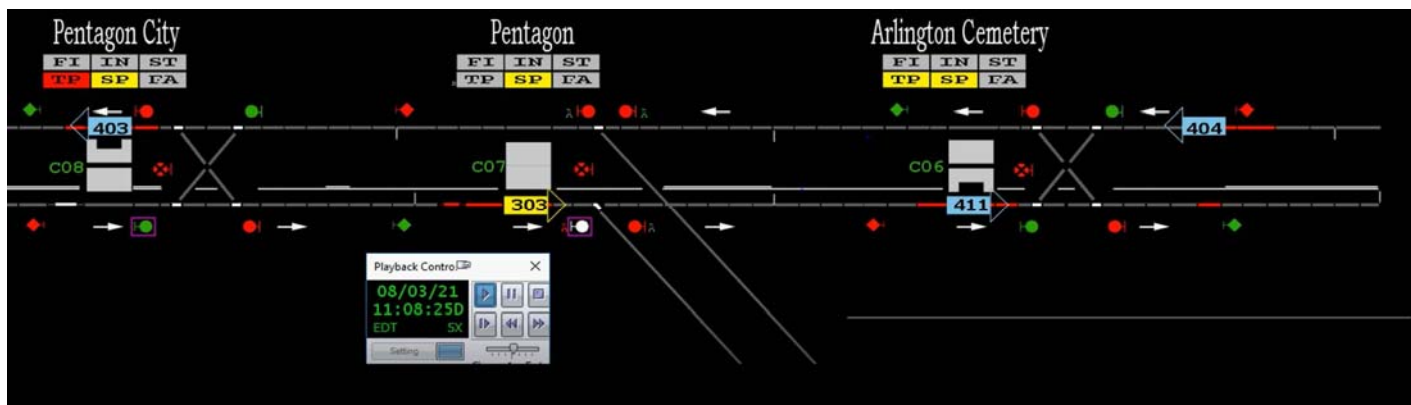 Pentagon City
Pentagon
Arlington Cemetery
FI IN ST
TP SP FA
FI IN ST
TP SP FA
FI IN ST
TP SP FA
403
404
C08
C07
C06
303
411
Playback Contro
08/03/21
11:08:25D
EDT SX
Setting